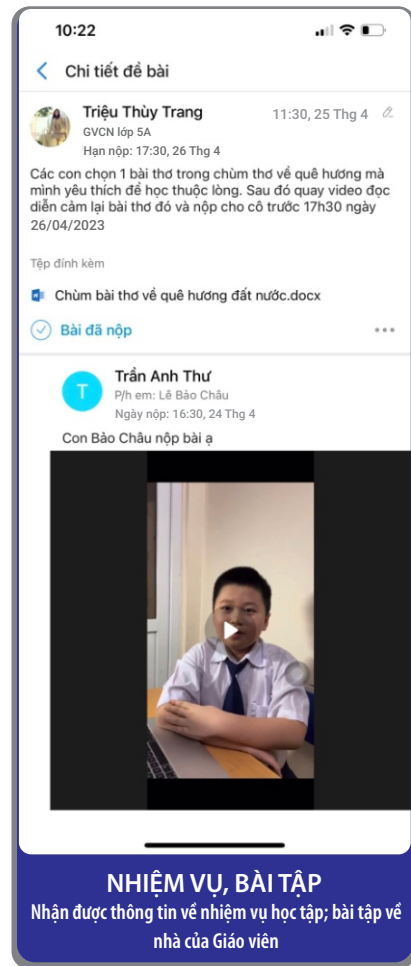 10:22
Chi tiết đề bài
Triệu Thùy Trang
11:30, 25 Thg 4
GVCN lớp 5A
Hạn nộp: 17:30, 26 Thg 4
Các con chọn 1 bài thơ trong chùm thơ về quê hương mà
mình yêu thích để học thuộc lòng. Sau đó quay video đọc
diễn cảm lại bài thơ đó và nộp cho cô trước 17h30 ngày
26/04/2023
Tệp đính kèm
Chùm bài thơ về quê hương đất nước.docx
Bài đã nộp
T
Trần Anh Thư
P/h em: Lê Bảo Châu
Ngày nộp: 16:30, 24 Thg 4
Con Bảo Châu nộp bài ạ
NHIỆM VỤ, BÀI TẬP
Nhận được thông tin về nhiệm vụ học tập; bài tập về
nhà của Giáo viên